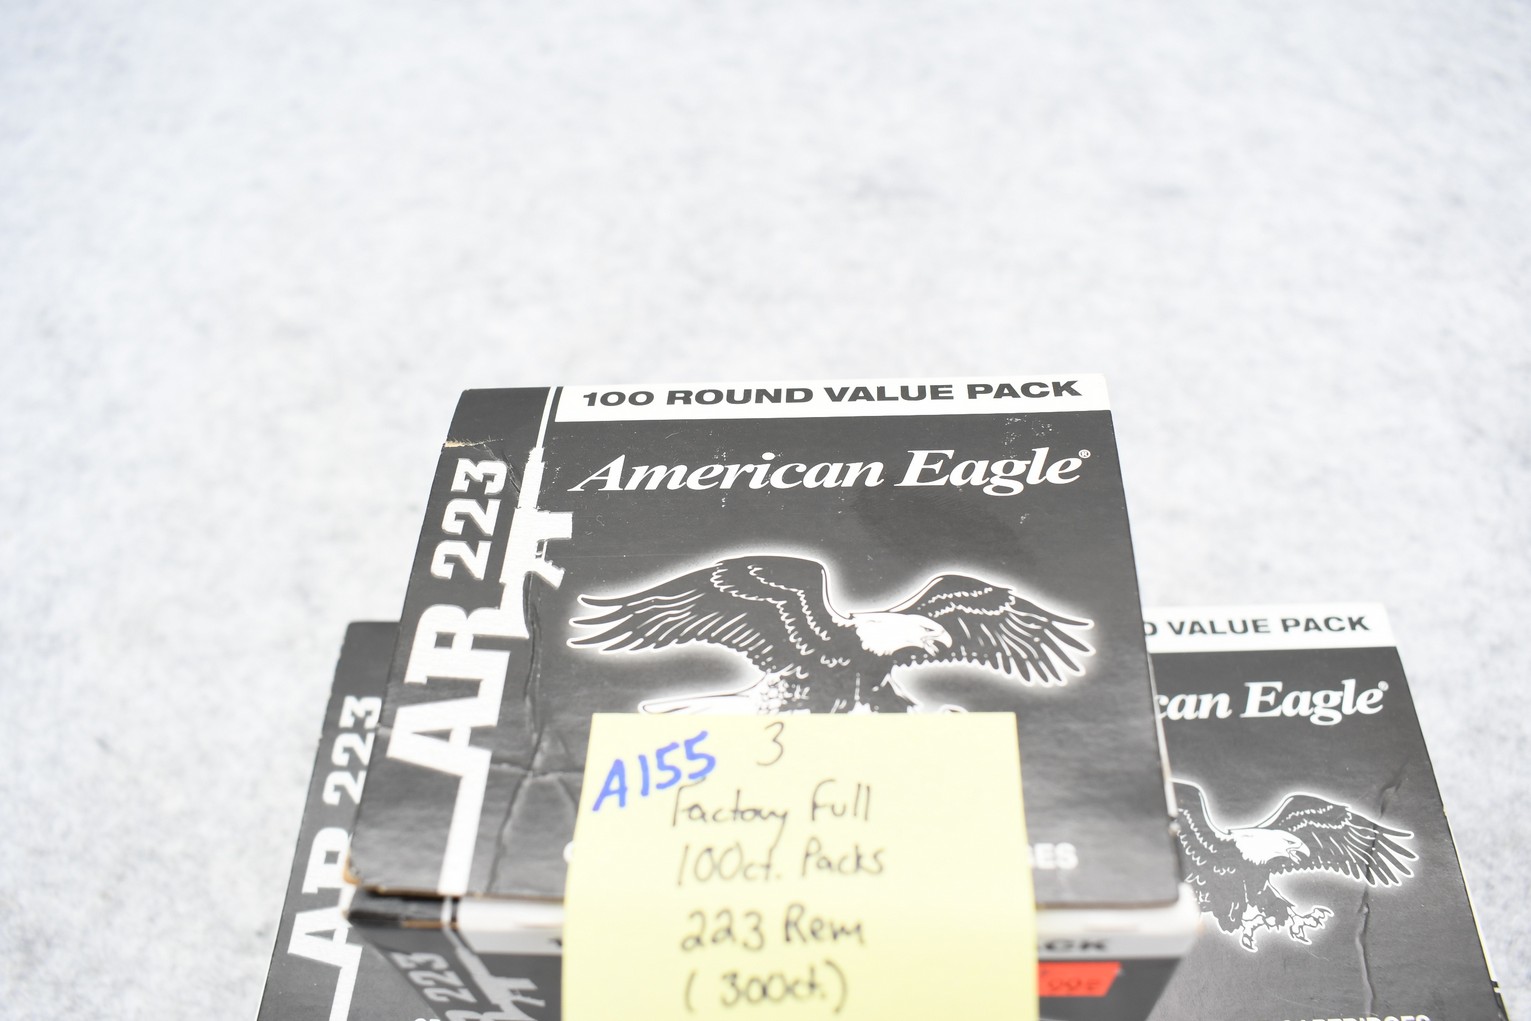 100 ROUND VALUE PACK
American Eagle®
AR 223
VALUE PACK
can Eagle®
AR 223
A155
3
Factory Full
100ct. Packs
223 Rem
(300ct.)
223